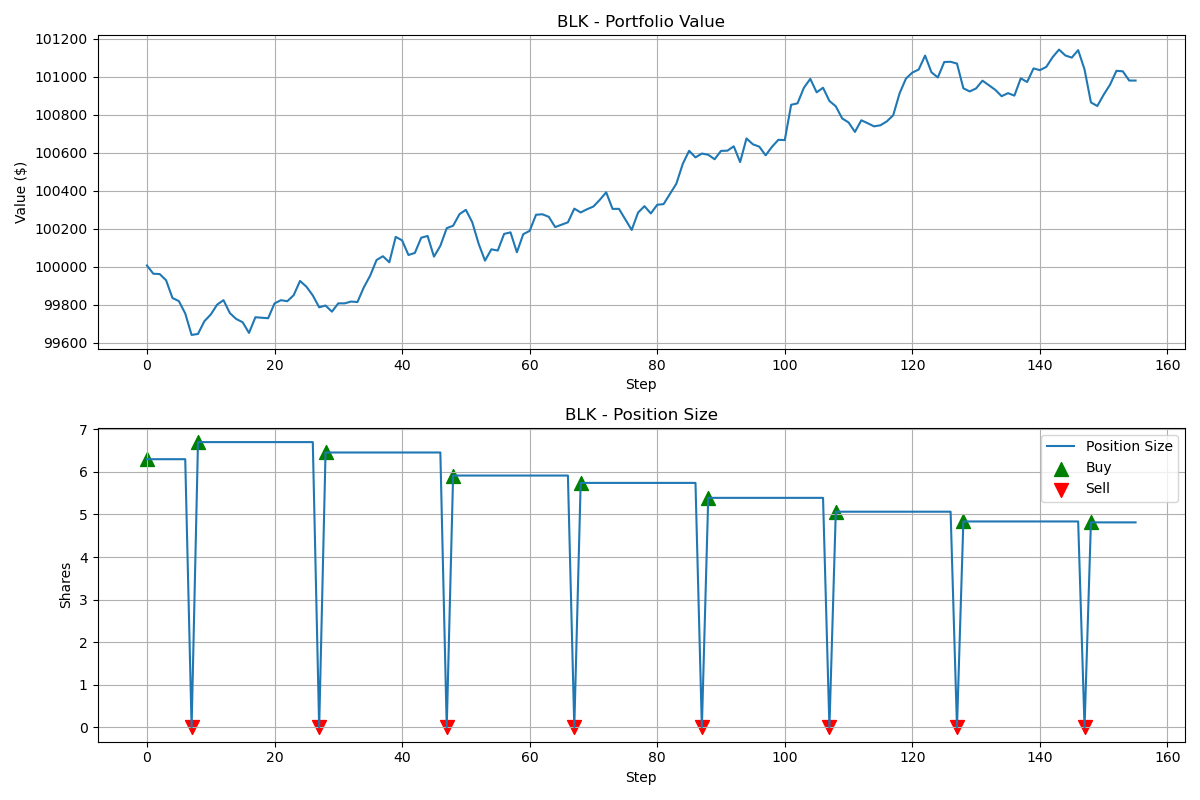 BLK - Portfolio Value
Value ($)
101200
101000
100800
100600
100400
100200
100000
99800
99600
0 20 40 60 80 100 120 140 160
Step
BLK - Position Size
Shares
7
6
5
4
3
2
1
0
Position Size
Buy
Sell
0 20 40 60 80 100 120 140 160
Step